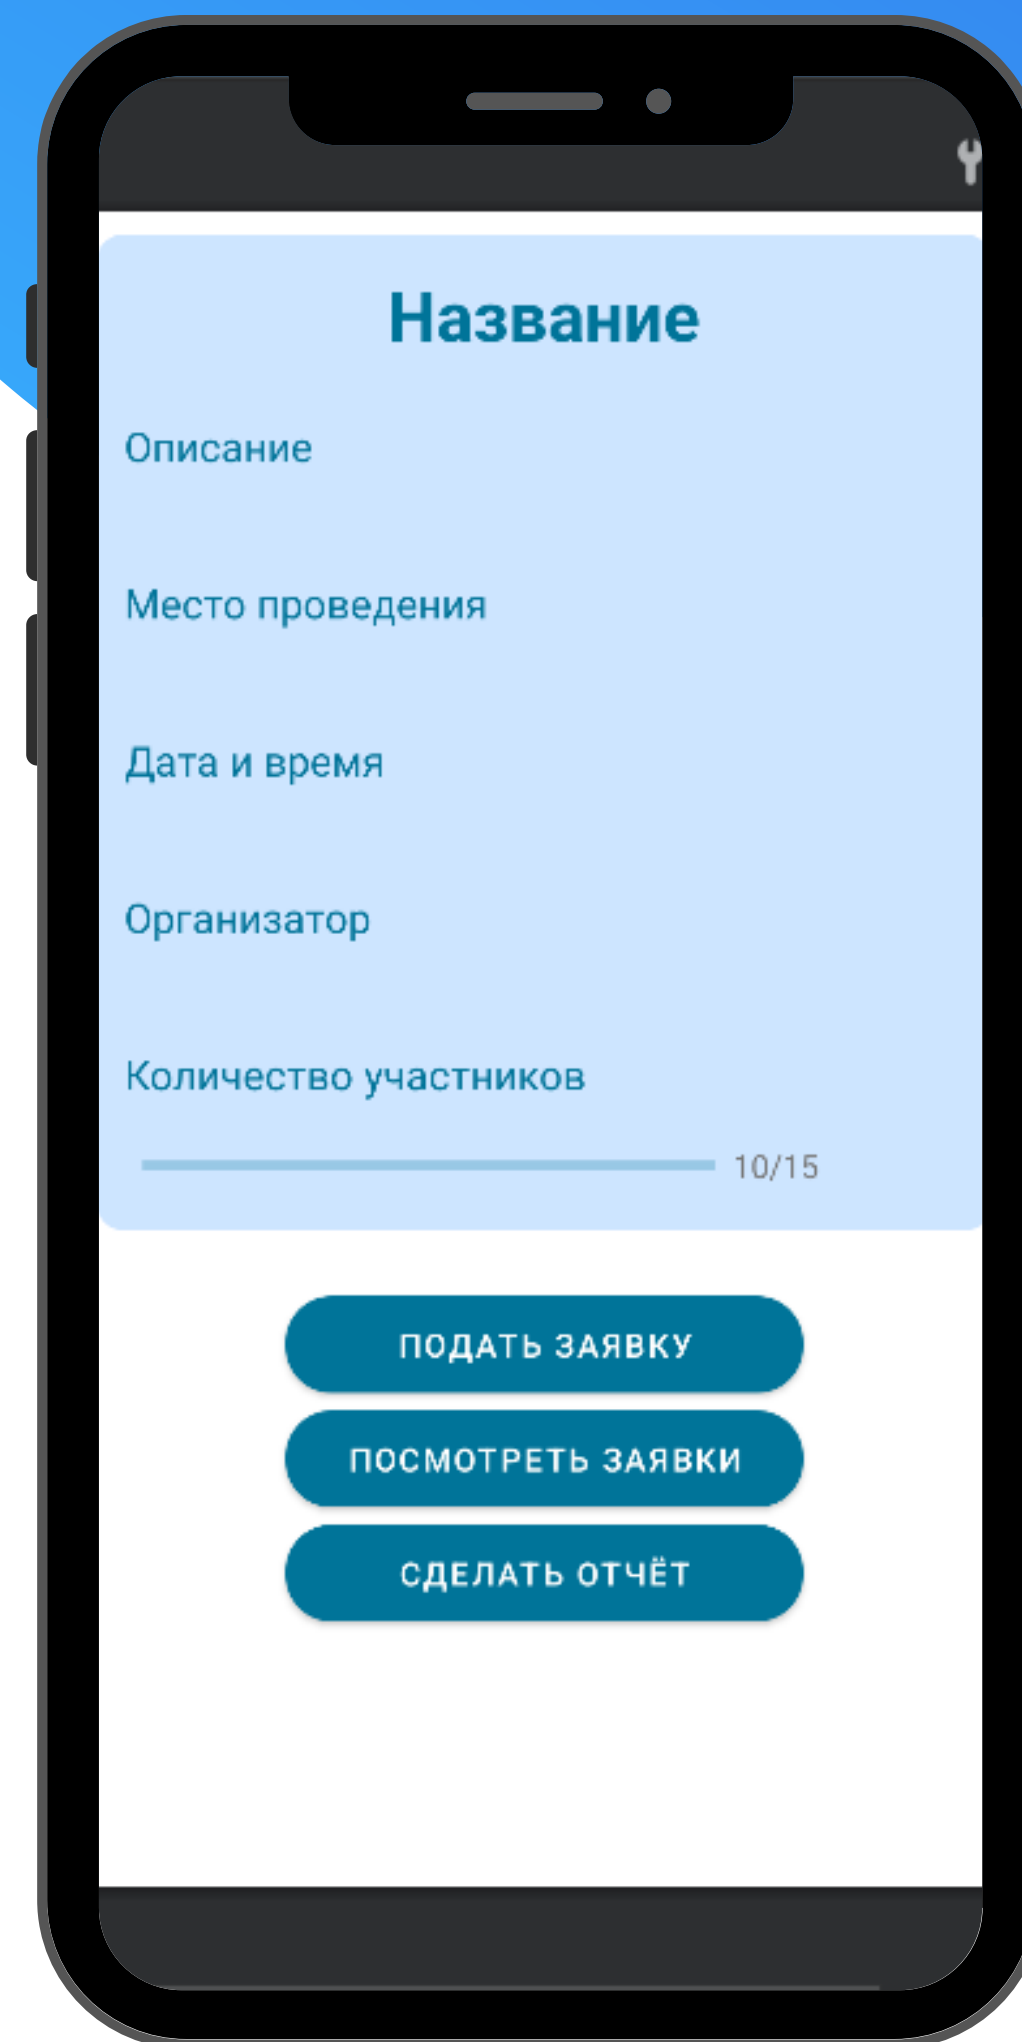 Название
Описание
Место проведения
Дата и время
Организатор
Количество участников
10/15
ПОДАТЬ ЗАЯВКУ
ПОСМОТРЕТЬ ЗАЯВКИ
СДЕЛАТЬ ОТЧЁТ